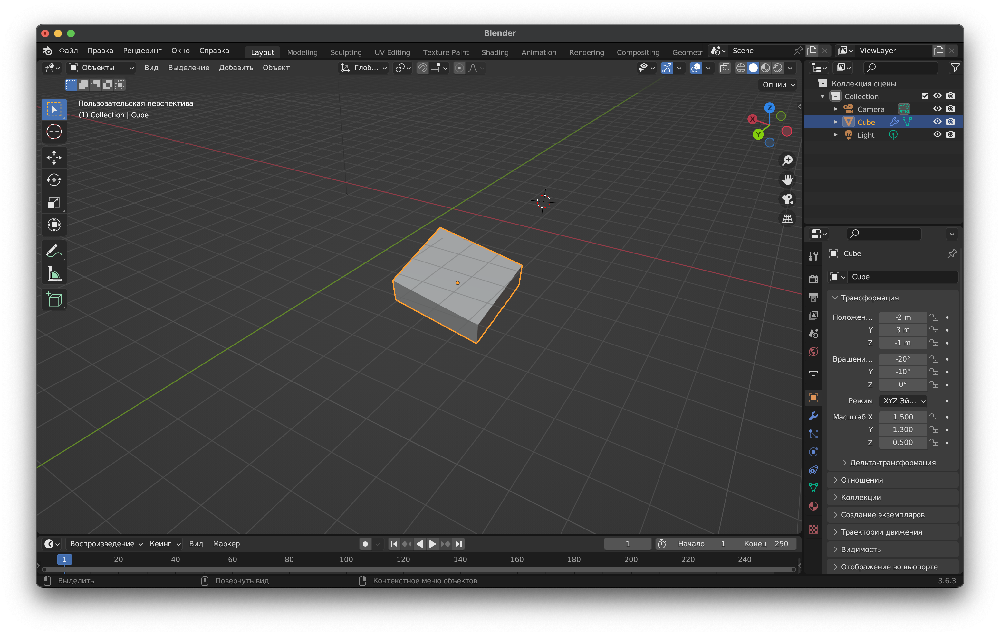 Blender
Файл Правка Рендеринг Окно Справка Layout Modeling Sculpting UV Editing Texture Paint Shading Animation Rendering Compositing Geometr Scene ViewLayer
Объекты Вид Выделение Добавить Объект Глоб...
Опции
Пользовательская перспектива
(1) Collection | Cube
Z
X
Y
Коллекция сцены
Collection
Camera
Cube
Light
Cube
Cube
Трансформация
Положен... -2 m
Y 3 m
Z -1 m
Вращени... -20°
Y -10°
Z 0°
Режим XYZ Эй...
Масштаб X 1.500
Y 1.300
Z 0.500
Дельта-трансформация
Отношения
Коллекции
Создание экземпляров
Траектории движения
Видимость
Отображение во вьюпорте
Воспроизведение Кеинг Вид Маркер 1 Начало 1 Конец 250
1 20 40 60 80 100 120 140 160 180 200 220 240
Выделить Повернуть вид Контекстное меню объектов 3.6.3